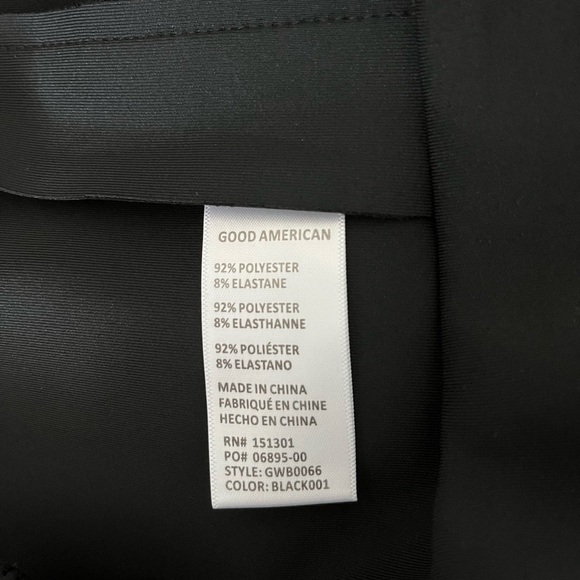 GOOD AMERICAN
92% POLYESTER
8% ELASTANE
92% POLYESTER
8% ELASTHANNE
92% POLIÉSTER
8% ELASTANO
MADE IN CHINA
FABRIQUÉ EN CHINE
HECHO EN CHINA
RN# 151301
PO# 06895-00
STYLE: GWB0066
COLOR: BLACK001